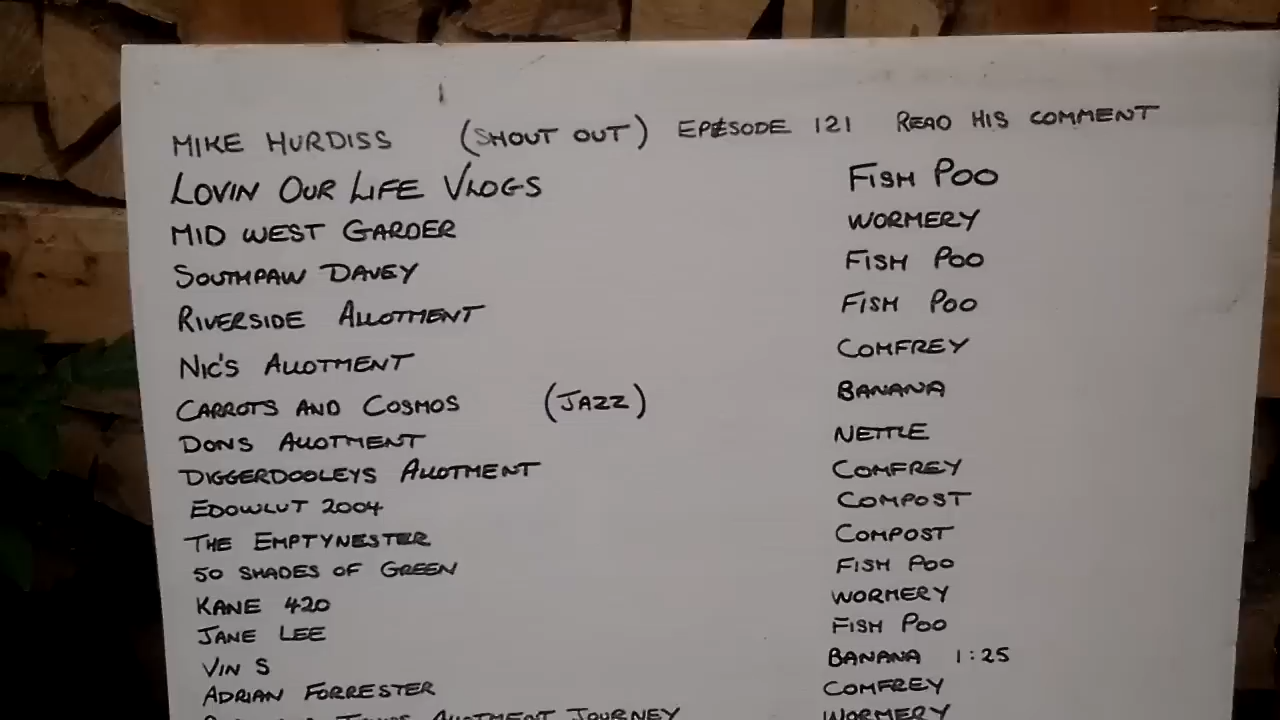 MIKE HURDISS (SHOUT OUT) EPISODE 121 READ HIS COMMENT
LOVIN OUR LIFE VLOGS FISH POO
MID WEST GARDER WORMERY
SOUTHPAW DAVEY FISH POO
RIVERSIDE ALLOTMENT FISH POO
NIC'S ALLOTMENT COMFREY
CARROTS AND COSMOS (JAZZ) BANANA
DONS ALLOTMENT NETTLE
DIGGERDOOLEYS ALLOTMENT COMFREY
EDOWLUT 2004 COMPOST
THE EMPTYNESTER COMPOST
50 SHADES OF GREEN FISH POO
KANE 420 WORMERY
JANE LEE FISH POO
VIN S BANANA 1:25
ADRIAN FORRESTER COMFREY
ALLOTMENT JOURNEY WORMERY